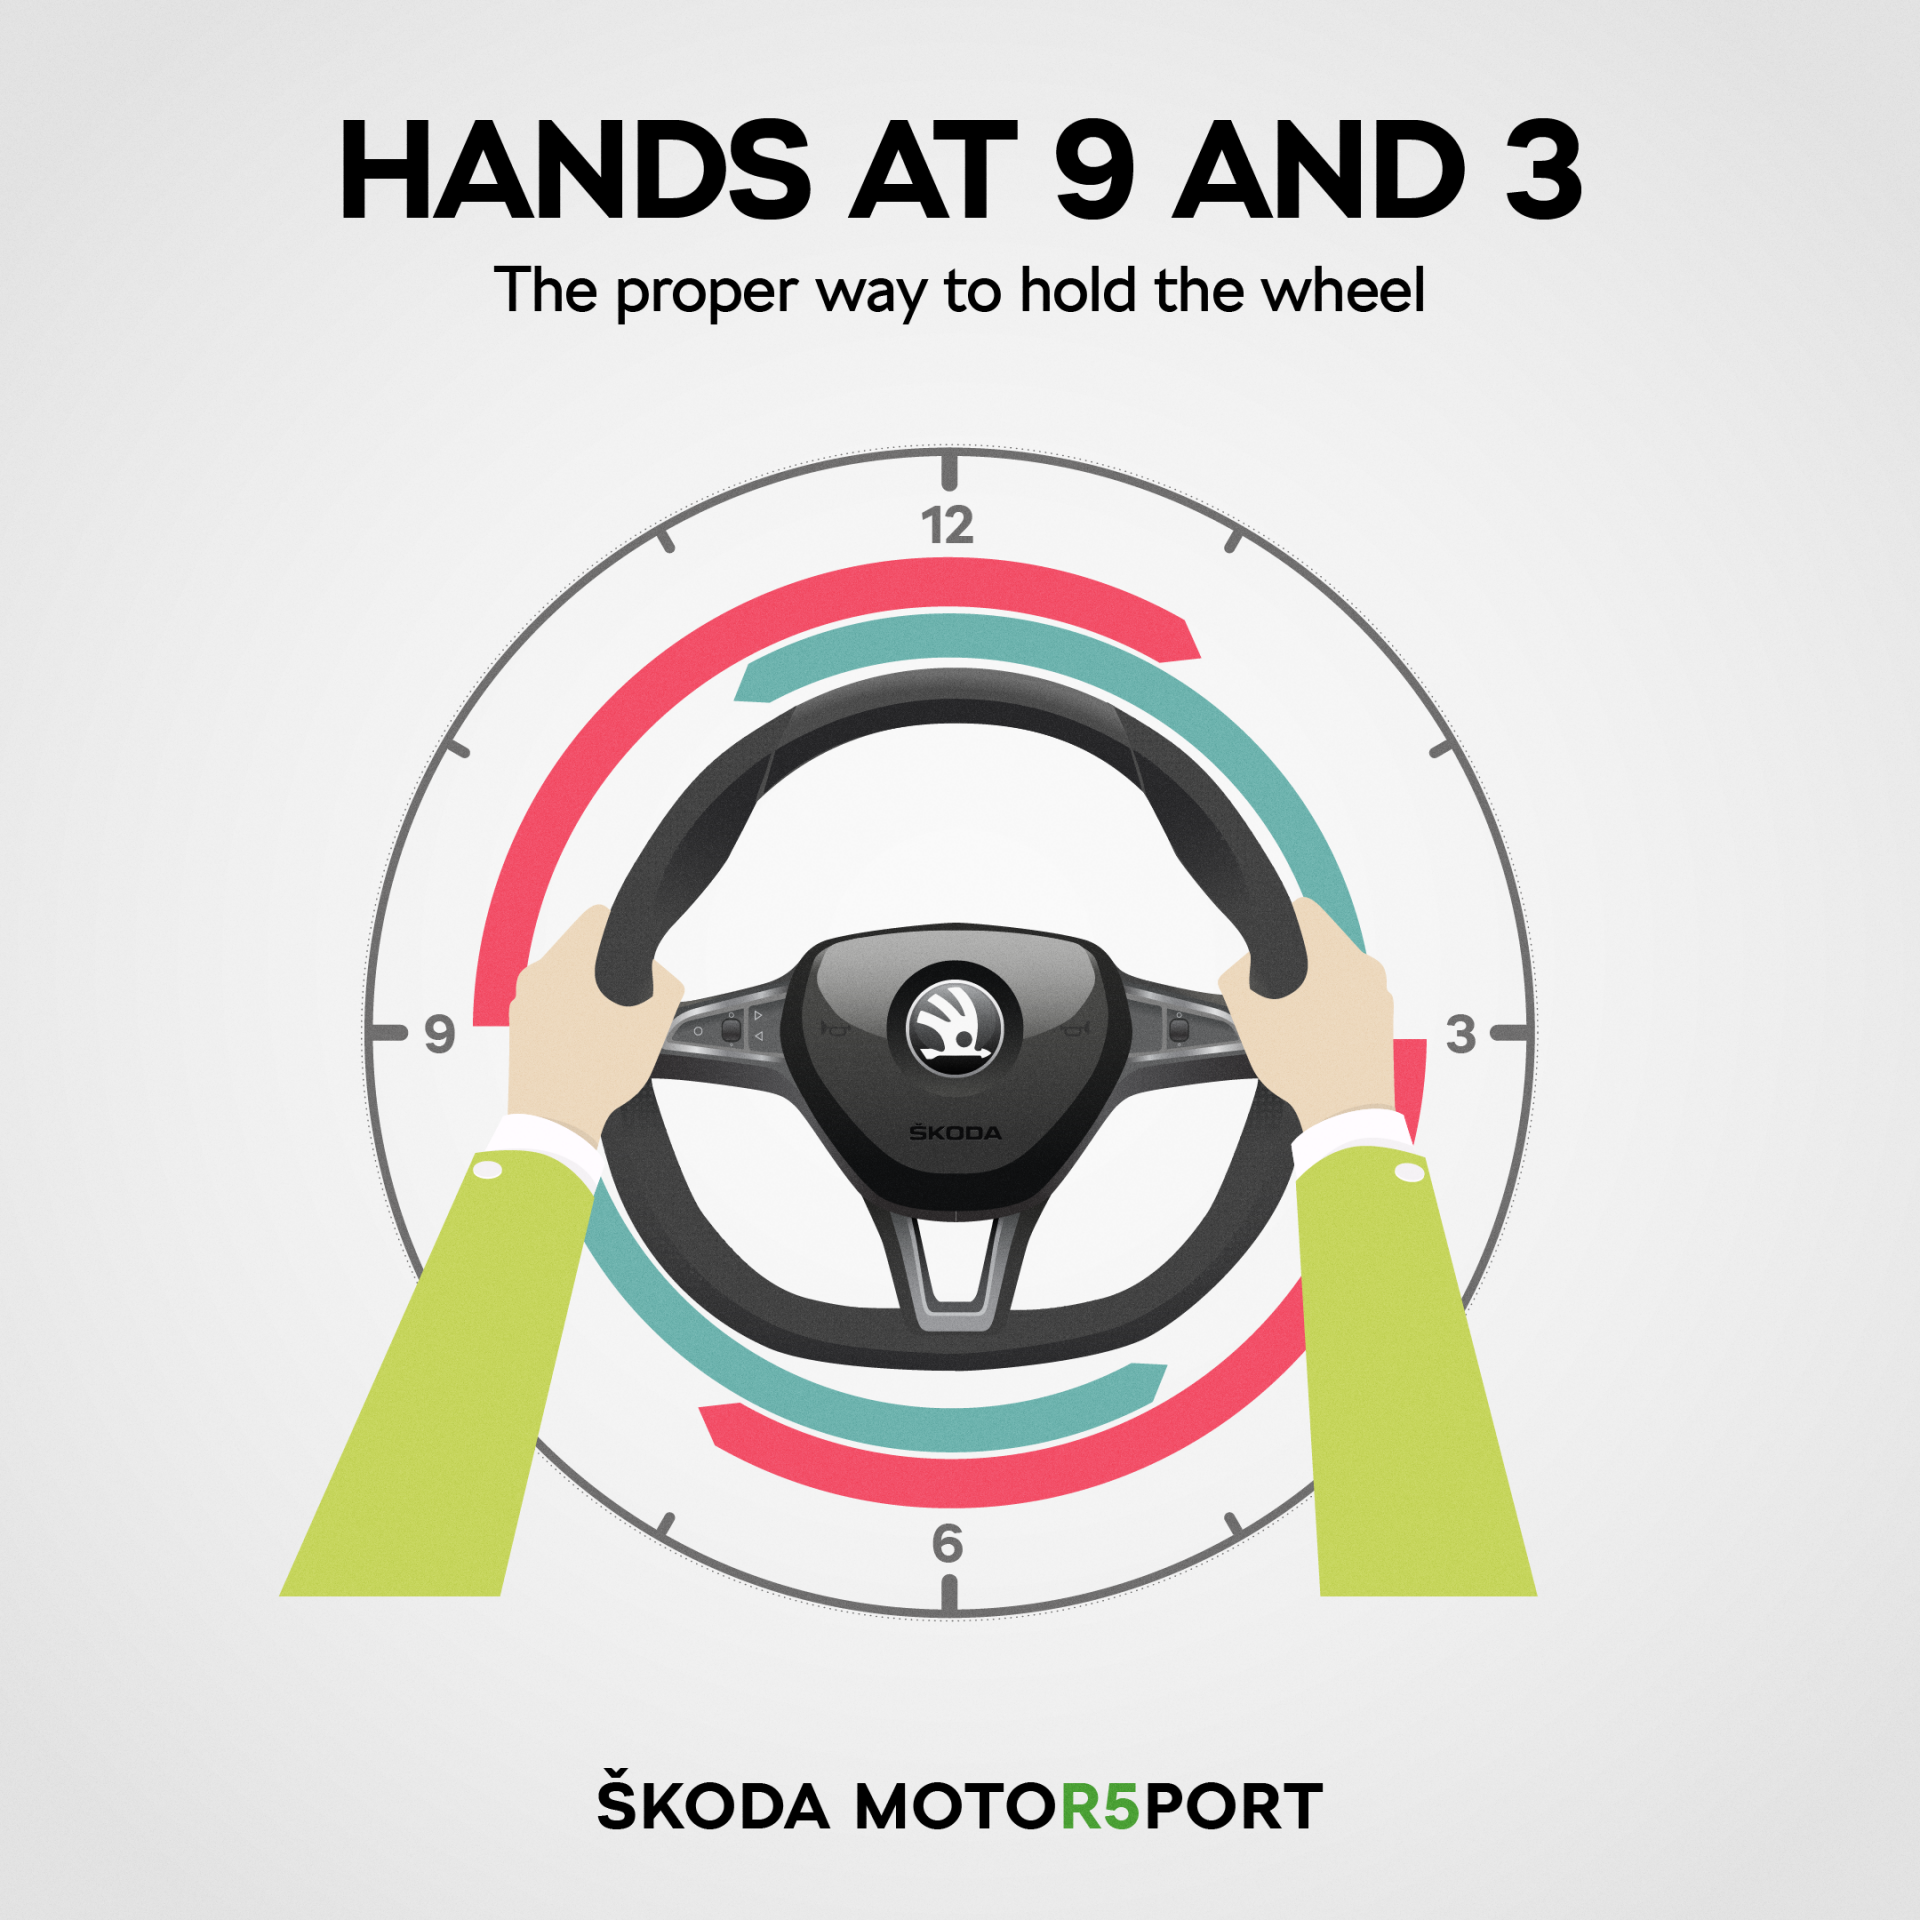 HANDS AT 9 AND 3
The proper way to hold the wheel
12
9
3
ŠKODA
6
ŠKODA MOTOR5PORT